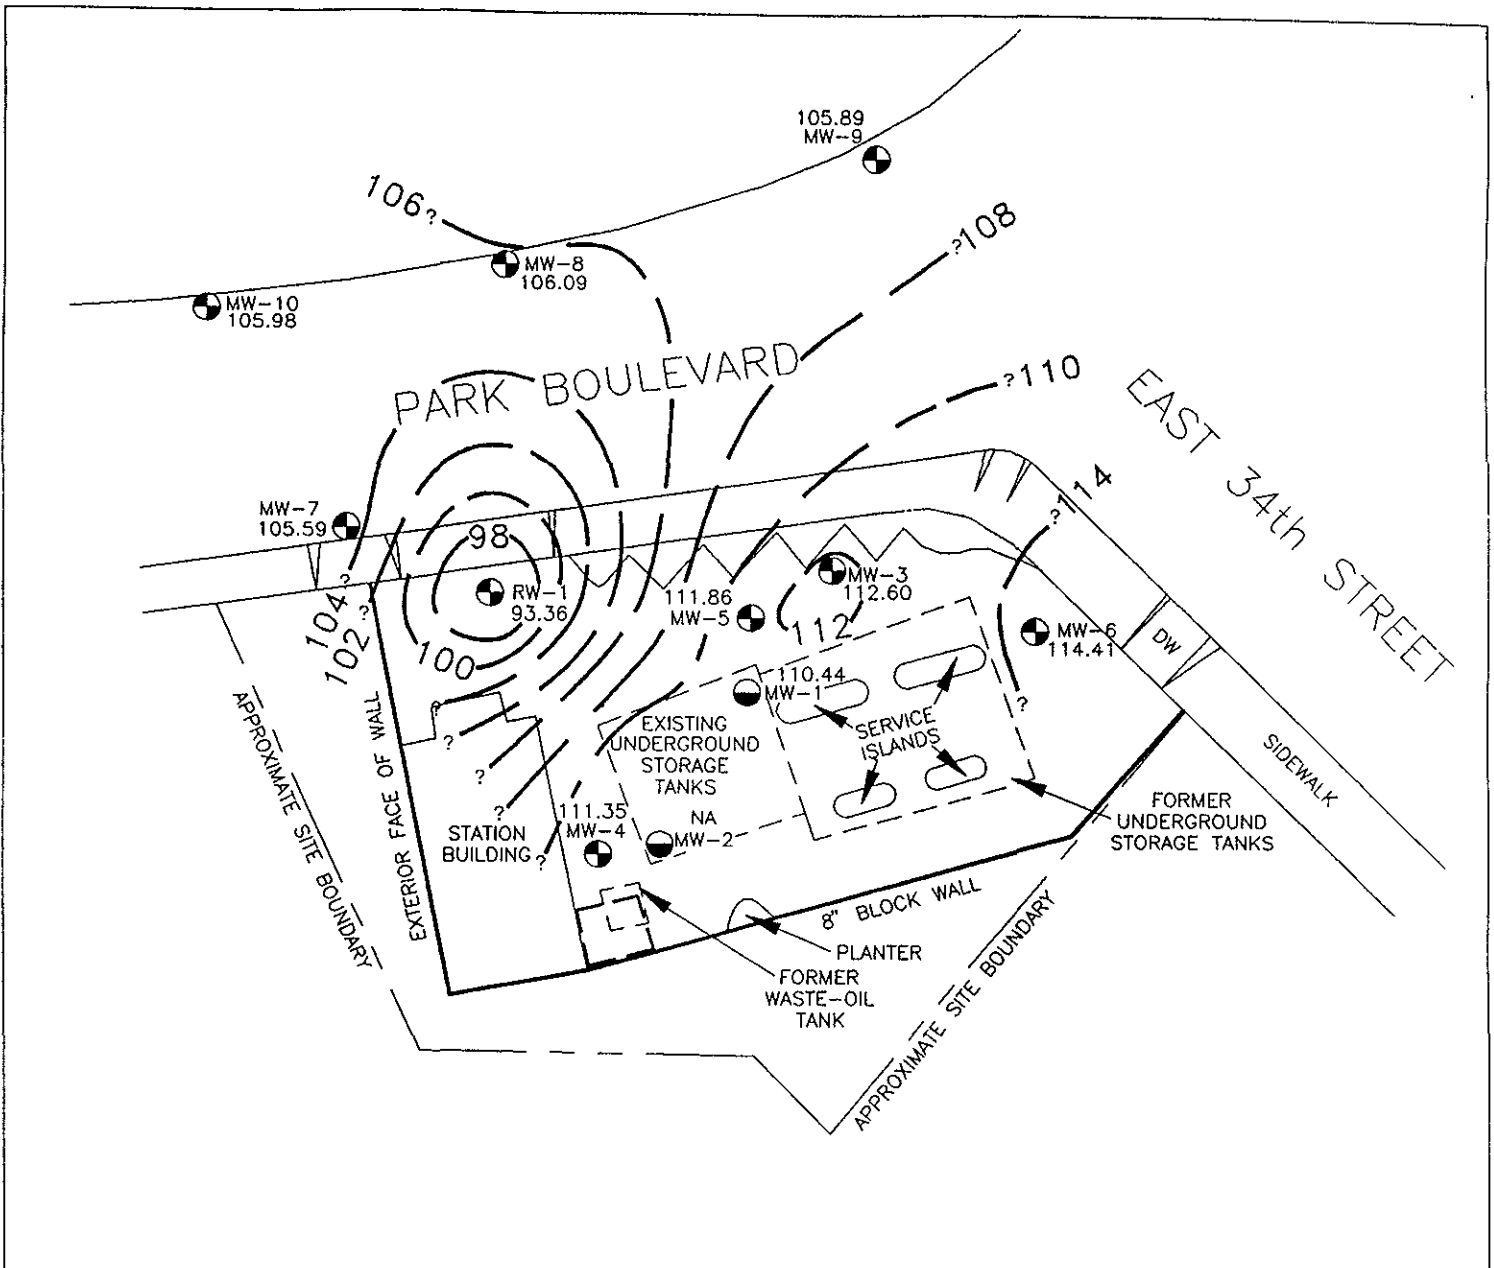 105.89
MW-9
106?
?108
MW-8
106.09
MW-10
105.98
PARK BOULEVARD
?110
EAST 34th STREET
?114
MW-7
105.59
98
?
104
?
102
RW-1
93.36
100
111.86
MW-5
MW-3
112.60
112
MW-6
114.41
DW
110.44
MW-1
?
?
?
?
?
?
EXISTING
UNDERGROUND
STORAGE
TANKS
SERVICE
ISLANDS
SIDEWALK
APPROXIMATE SITE BOUNDARY
EXTERIOR FACE OF WALL
STATION
BUILDING
111.35
MW-4
NA
MW-2
FORMER
UNDERGROUND
STORAGE TANKS
8" BLOCK WALL
PLANTER
FORMER
WASTE-OIL
TANK
APPROXIMATE SITE BOUNDARY